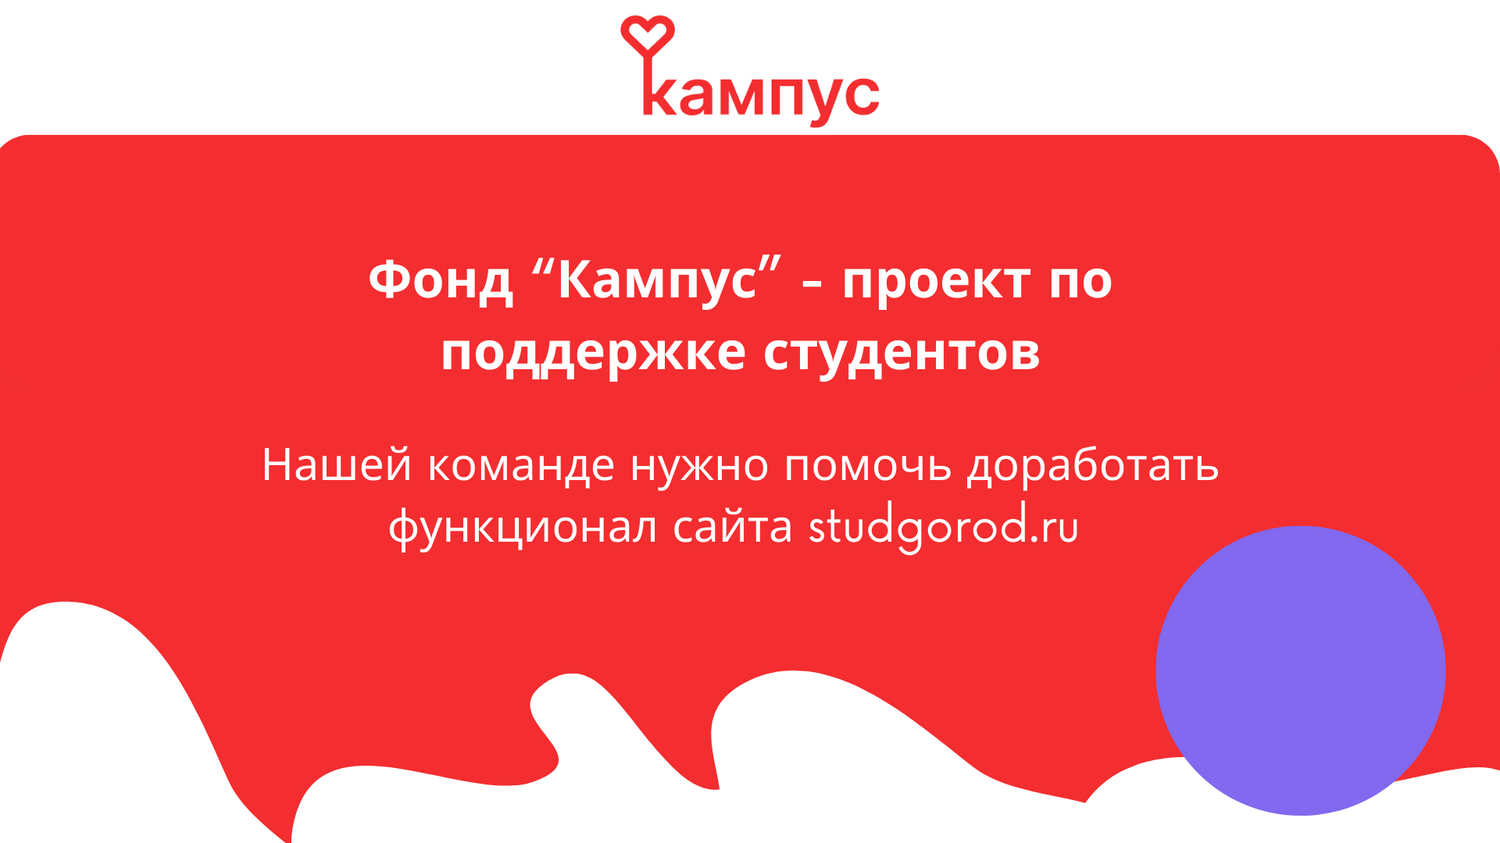 кампус
Фонд “Кампус” – проект по
поддержке студентов
Нашей команде нужно помочь доработать
функционал сайта studgorod.ru